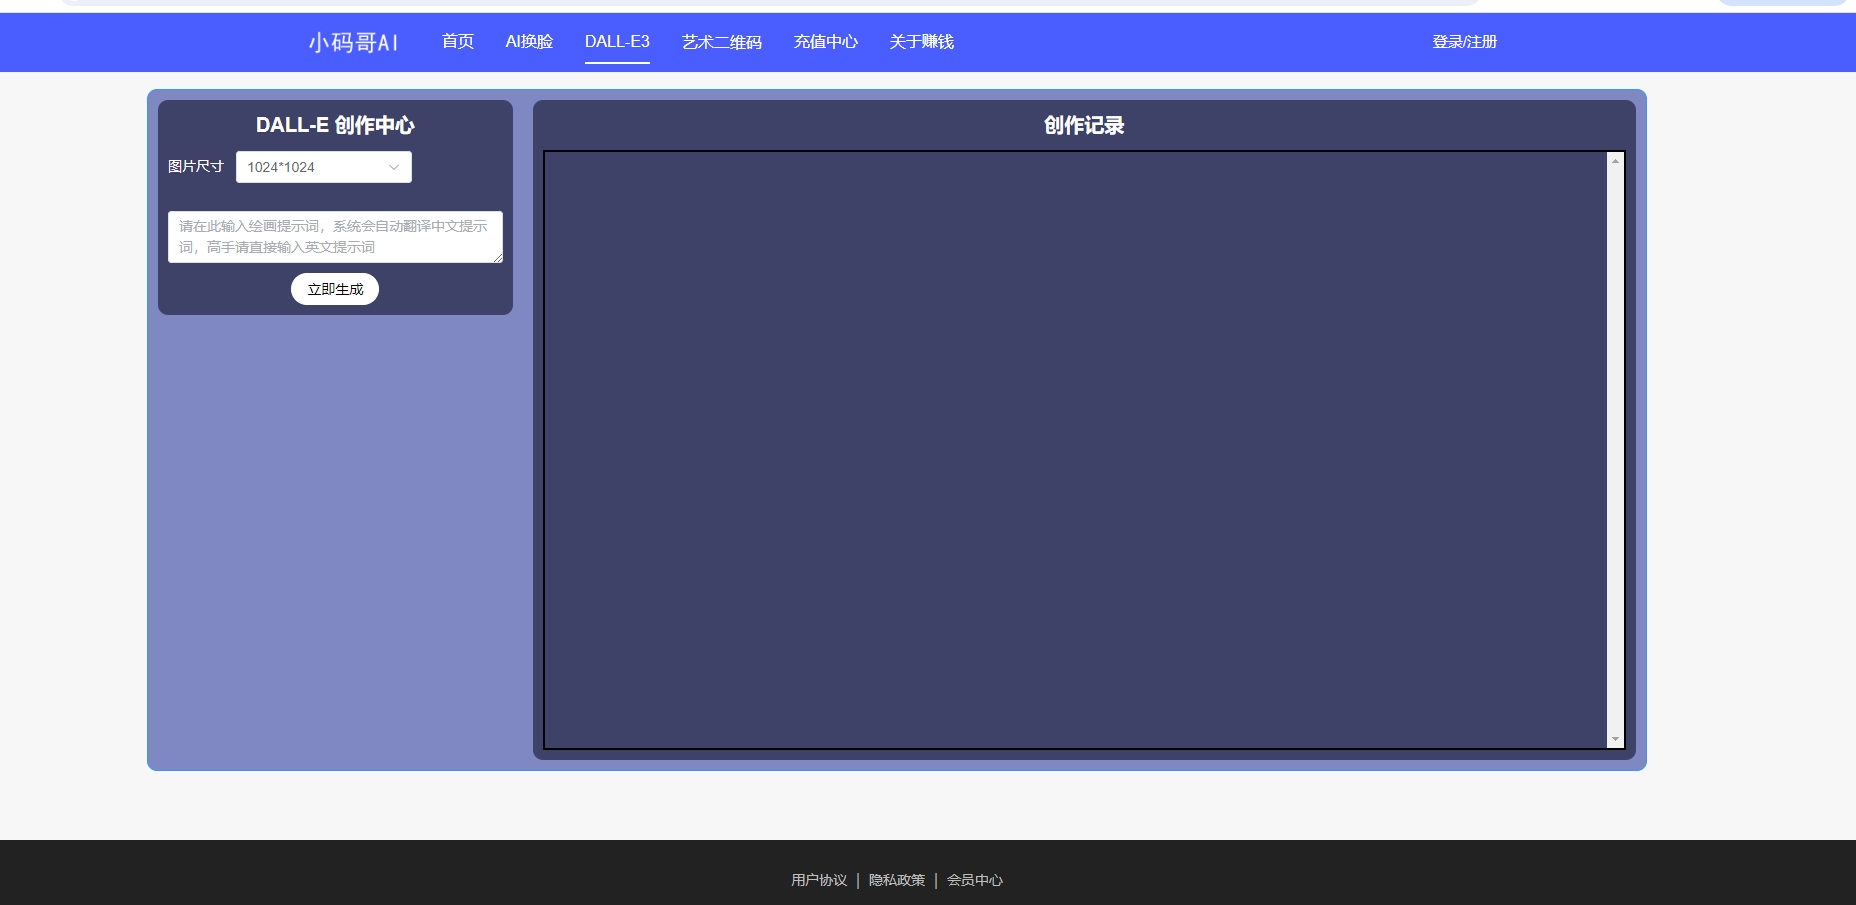 小码哥AI 首页 AI换脸 DALL-E3 艺术二维码 充值中心 关于赚钱 登录/注册
DALL-E 创作中心
图片尺寸 1024*1024
请在此输入绘画提示词，系统会自动翻译中文提示
词，高手请直接输入英文提示词
立即生成
创作记录
用户协议 | 隐私政策 | 会员中心